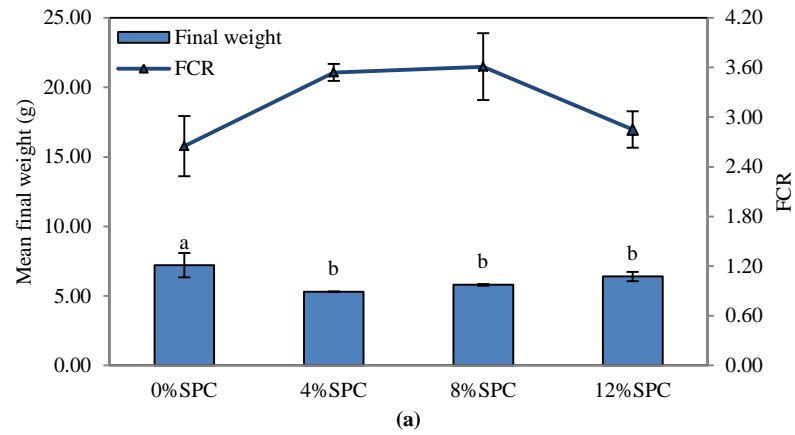 25.00
20.00
15.00
10.00
5.00
0.00
Mean final weight (g)
Final weight
FCR
4.20
3.60
3.00
2.40
1.80
1.20
0.60
0.00
FCR
a
b
b
b
0%SPC 4%SPC 8%SPC 12%SPC
(a)